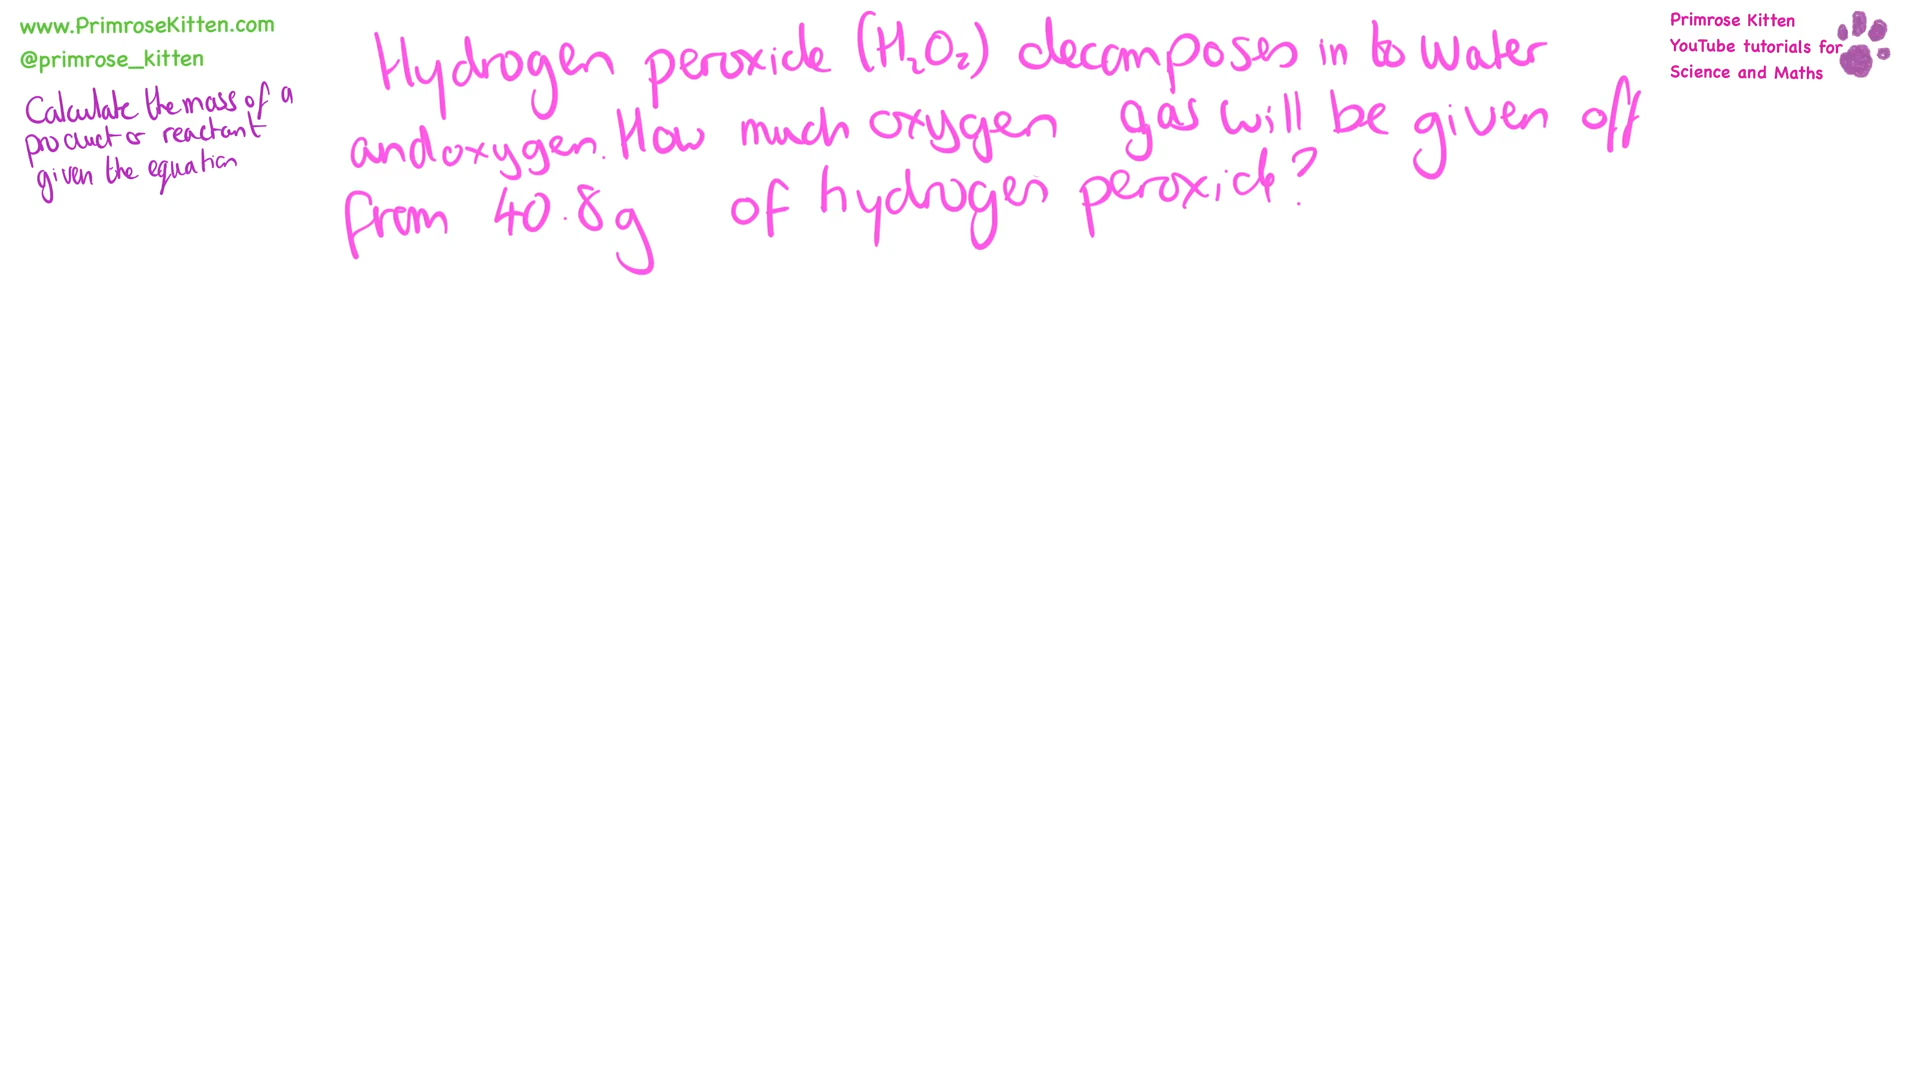 www.PrimroseKitten.com
@primrose_kitten
Calculate the mass of a
product or reactant
given the equation
Hydrogen peroxide (H₂O₂) decomposes in to water
and oxygen. How much oxygen gas will be given off
from 40.8g of hydrogen peroxide?
Primrose Kitten
YouTube tutorials for
Science and Maths